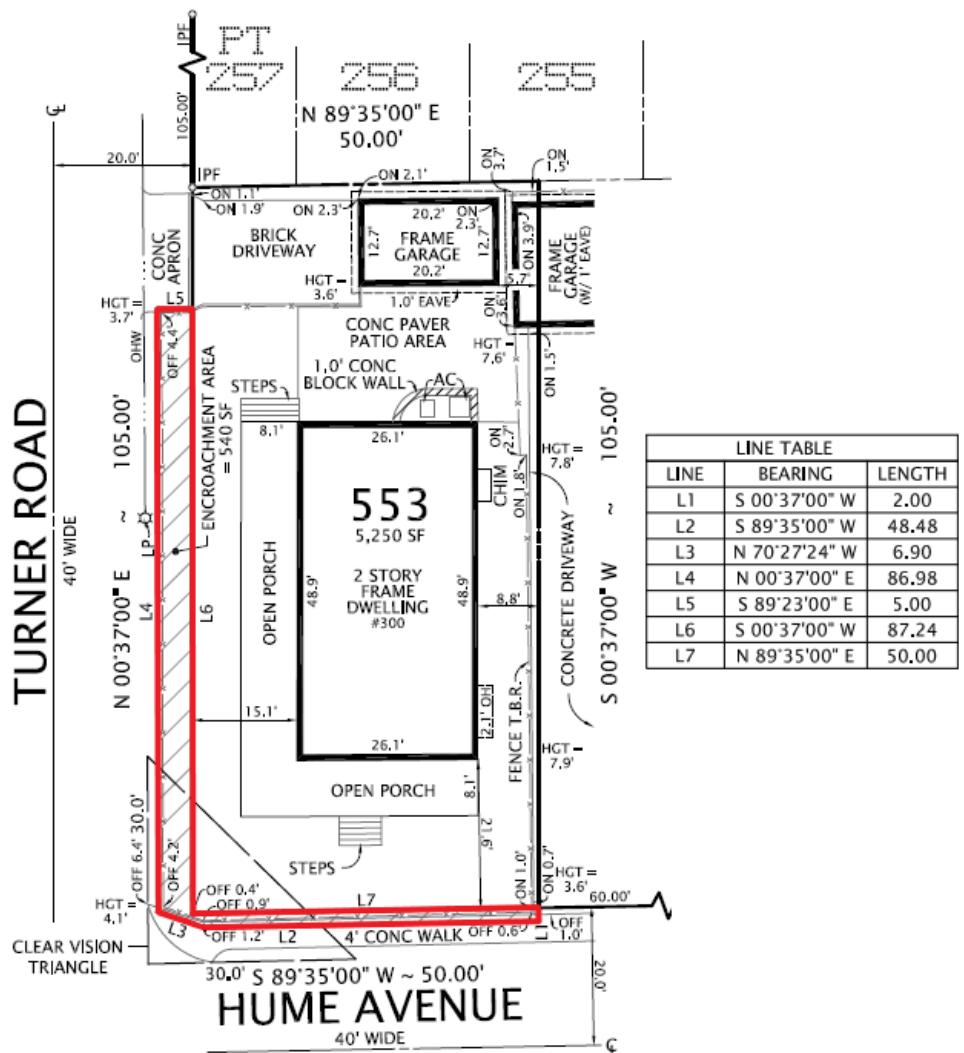 IPF
PT
257
256
255
N 89°35'00" E
50.00'
℄
105.00'
20.0'
IPF
ON 1.1'
ON 1.9'
ON 2.3'
ON 2.1'
ON
3.7'
ON
1.5'
CONC
APRON
BRICK
DRIVEWAY
20.2'
12.7'
FRAME
GARAGE
12.7'
20.2'
ON
2.3'
ON 3.9'
5.7'
FRAME
GARAGE
(W/ 1' EAVE)
HGT =
3.6'
1.0' EAVE
ON
3.6'
HGT =
3.7'
L5
OFF 4.4'
OHW
CONC PAVER
PATIO AREA
HGT =
7.6'
ON 1.5'
1.0' CONC
BLOCK WALL
AC
STEPS
8.1'
26.1'
ON
2.7'
HGT =
7.8'
ON 1.8'
CHIM
TURNER ROAD
40' WIDE
N 00°37'00" E ~ 105.00'
LP
L4
ENCROACHMENT AREA
= 540 SF
L6
OPEN PORCH
48.9'
553
5,250 SF
2 STORY
FRAME
DWELLING
#300
48.9'
8.8'
15.1'
2.1' OH
FENCE T.B.R.
CONCRETE DRIVEWAY
S 00°37'00" W ~ 105.00'
HGT =
7.9'
26.1'
OPEN PORCH
8.1'
21.6'
STEPS
30.0'
OFF 6.4'
OFF 4.2'
HGT =
4.1'
OFF 0.4'
OFF 0.9'
L7
ON 1.0'
ON 0.7'
HGT =
3.6'
60.00'
L3
OFF 1.2'
L2
4' CONC WALK
OFF 0.6'
L1
OFF
1.0'
CLEAR VISION
TRIANGLE
30.0'
S 89°35'00" W ~ 50.00'
20.0'
HUME AVENUE
40' WIDE
℄
LINE TABLE
LINE BEARING LENGTH
L1 S 00°37'00" W 2.00
L2 S 89°35'00" W 48.48
L3 N 70°27'24" W 6.90
L4 N 00°37'00" E 86.98
L5 S 89°23'00" E 5.00
L6 S 00°37'00" W 87.24
L7 N 89°35'00" E 50.00